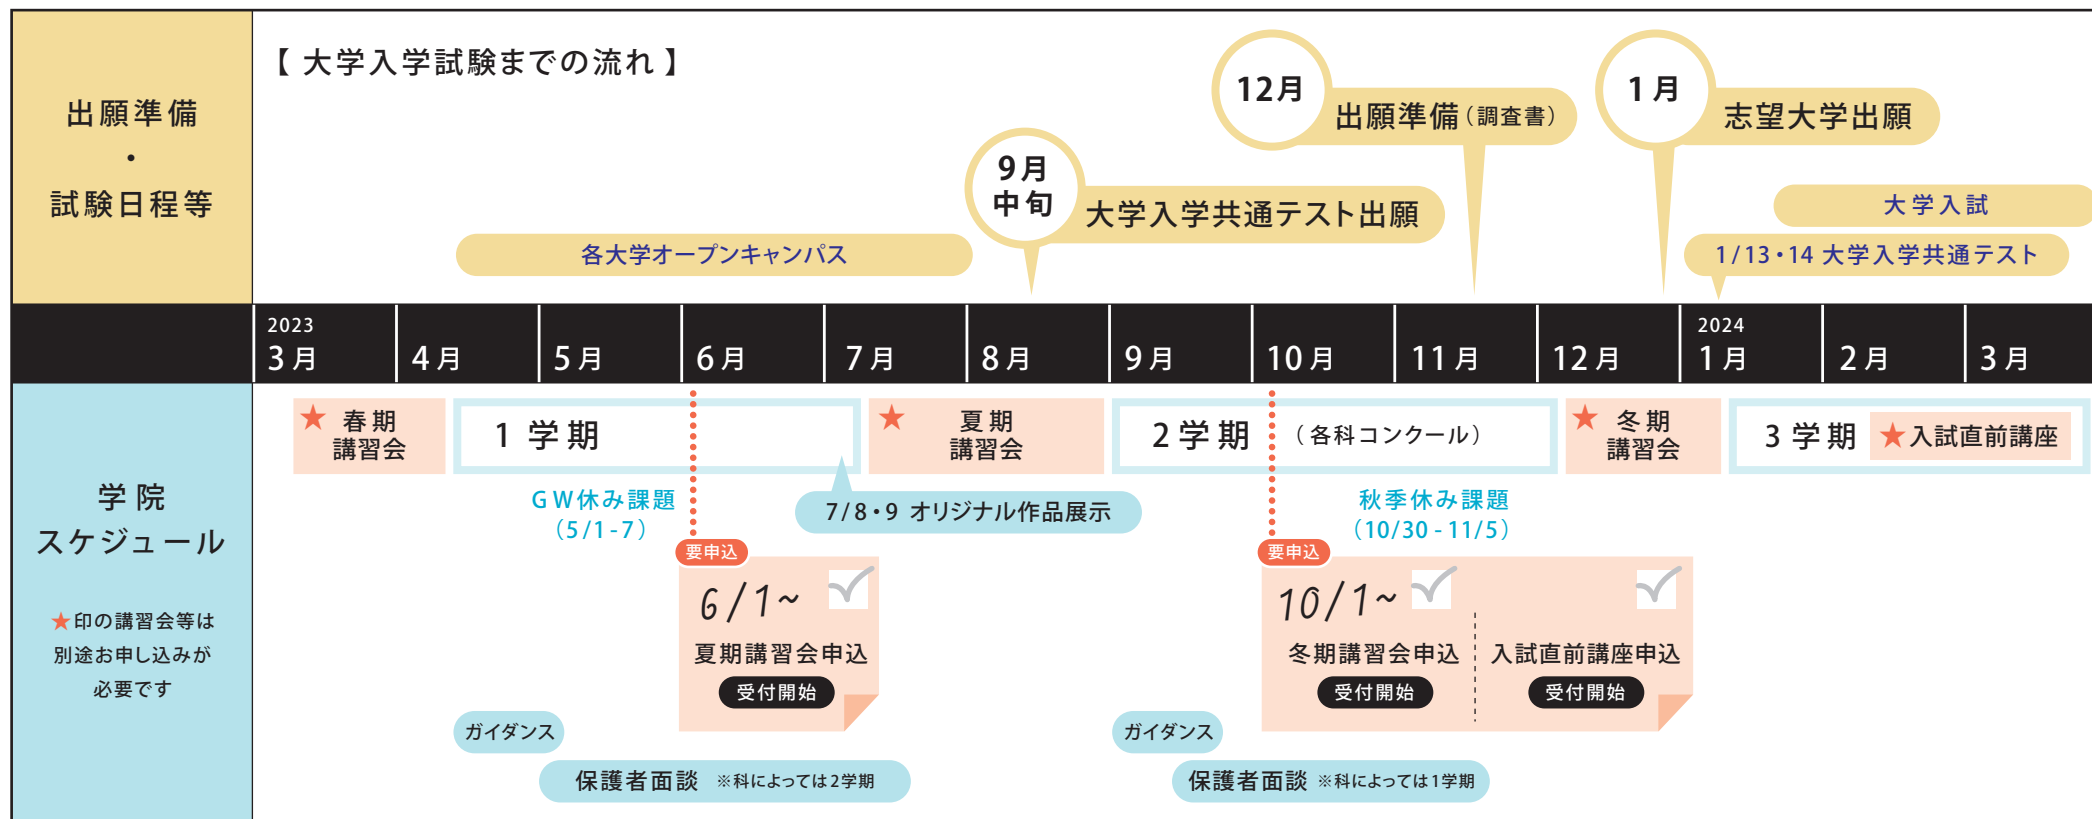 出願準備
・
試験日程等
【 大学入学試験までの流れ 】
12月
出願準備（調査書）
1月
志望大学出願
9月
中旬
大学入学共通テスト出願
大学入試
各大学オープンキャンパス
1/13・14 大学入学共通テスト
2023
3月
4月
5月
6月
7月
8月
9月
10月
11月
12月
2024
1月
2月
3月
学院
スケジュール
★印の講習会等は
別途お申し込みが
必要です
★ 春期
講習会
1 学期
★ 夏期
講習会
2 学期 （各科コンクール）
★ 冬期
講習会
3 学期 ★入試直前講座
GW休み課題
（5/1-7）
7/8・9 オリジナル作品展示
秋季休み課題
（10/30-11/5）
要申込
6/1~
夏期講習会申込
受付開始
要申込
10/1~
冬期講習会申込
受付開始
入試直前講座申込
受付開始
ガイダンス
保護者面談 ※科によっては2学期
ガイダンス
保護者面談 ※科によっては1学期